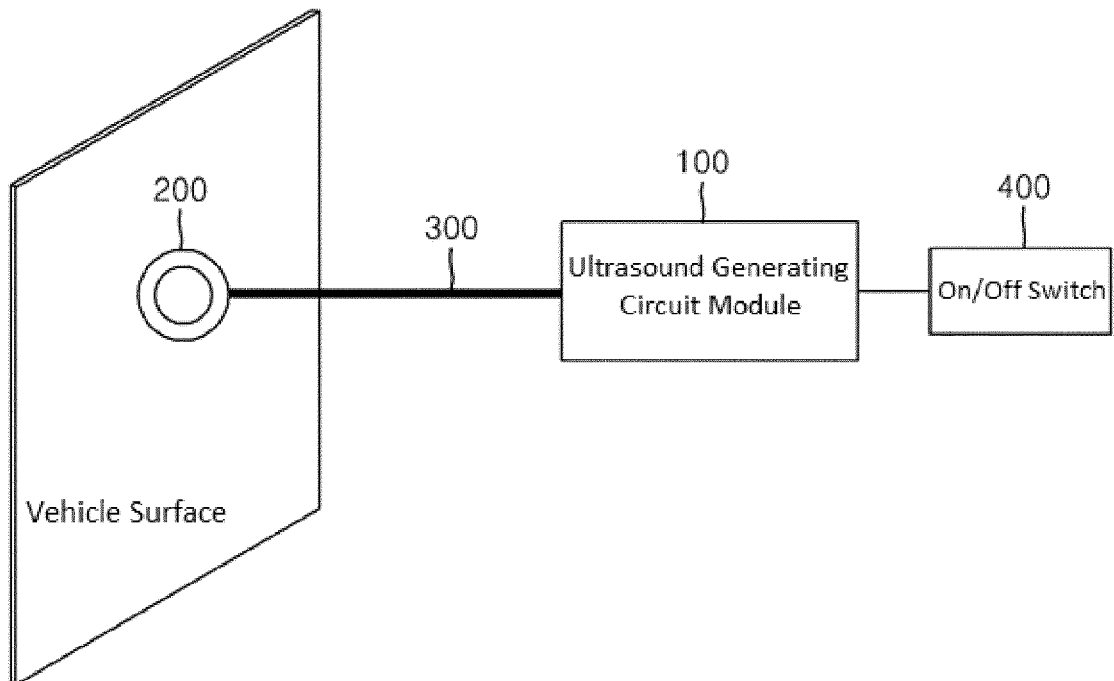 200
300
100
400
Ultrasound Generating
Circuit Module
On/Off Switch
Vehicle Surface